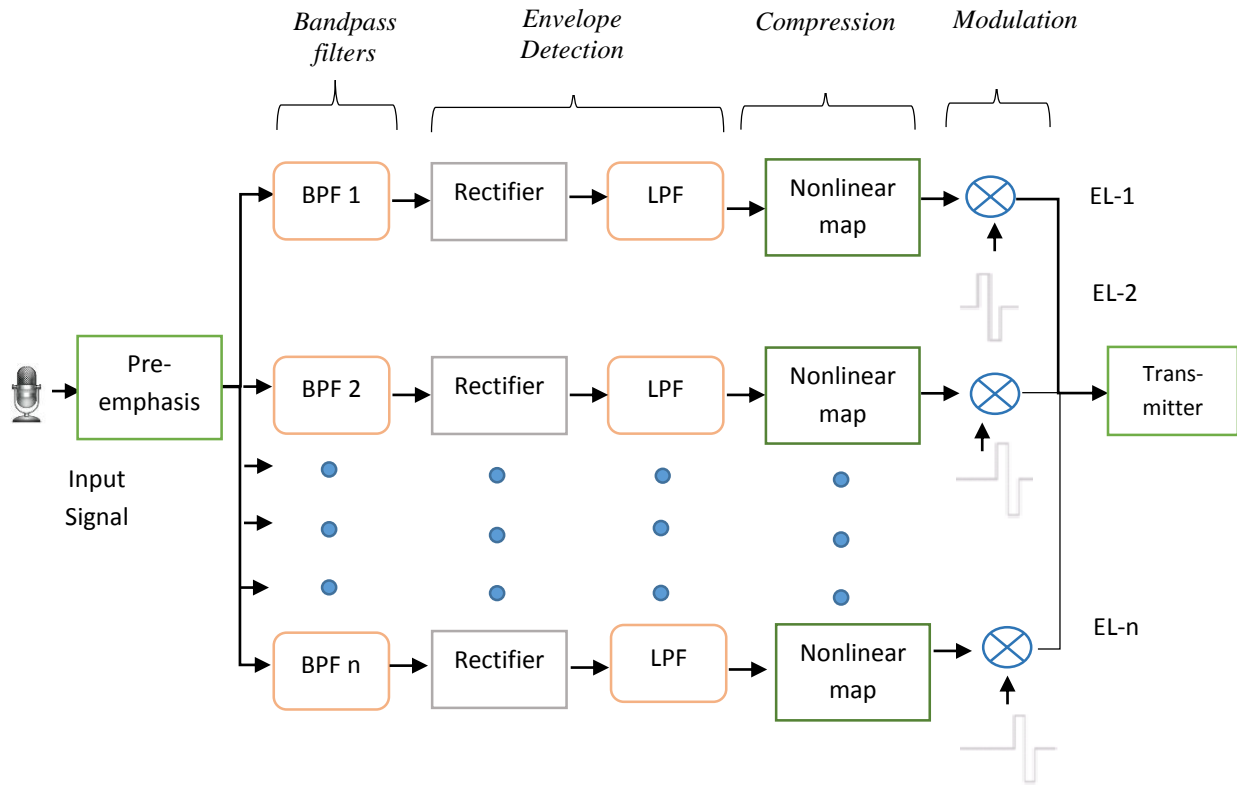 Bandpass
filters
Envelope
Detection
Compression
Modulation
BPF 1
Rectifier
LPF
Nonlinear
map
EL-1
EL-2
Pre-
emphasis
BPF 2
Rectifier
LPF
Nonlinear
map
Trans-
mitter
Input
Signal
BPF n
Rectifier
LPF
Nonlinear
map
EL-n